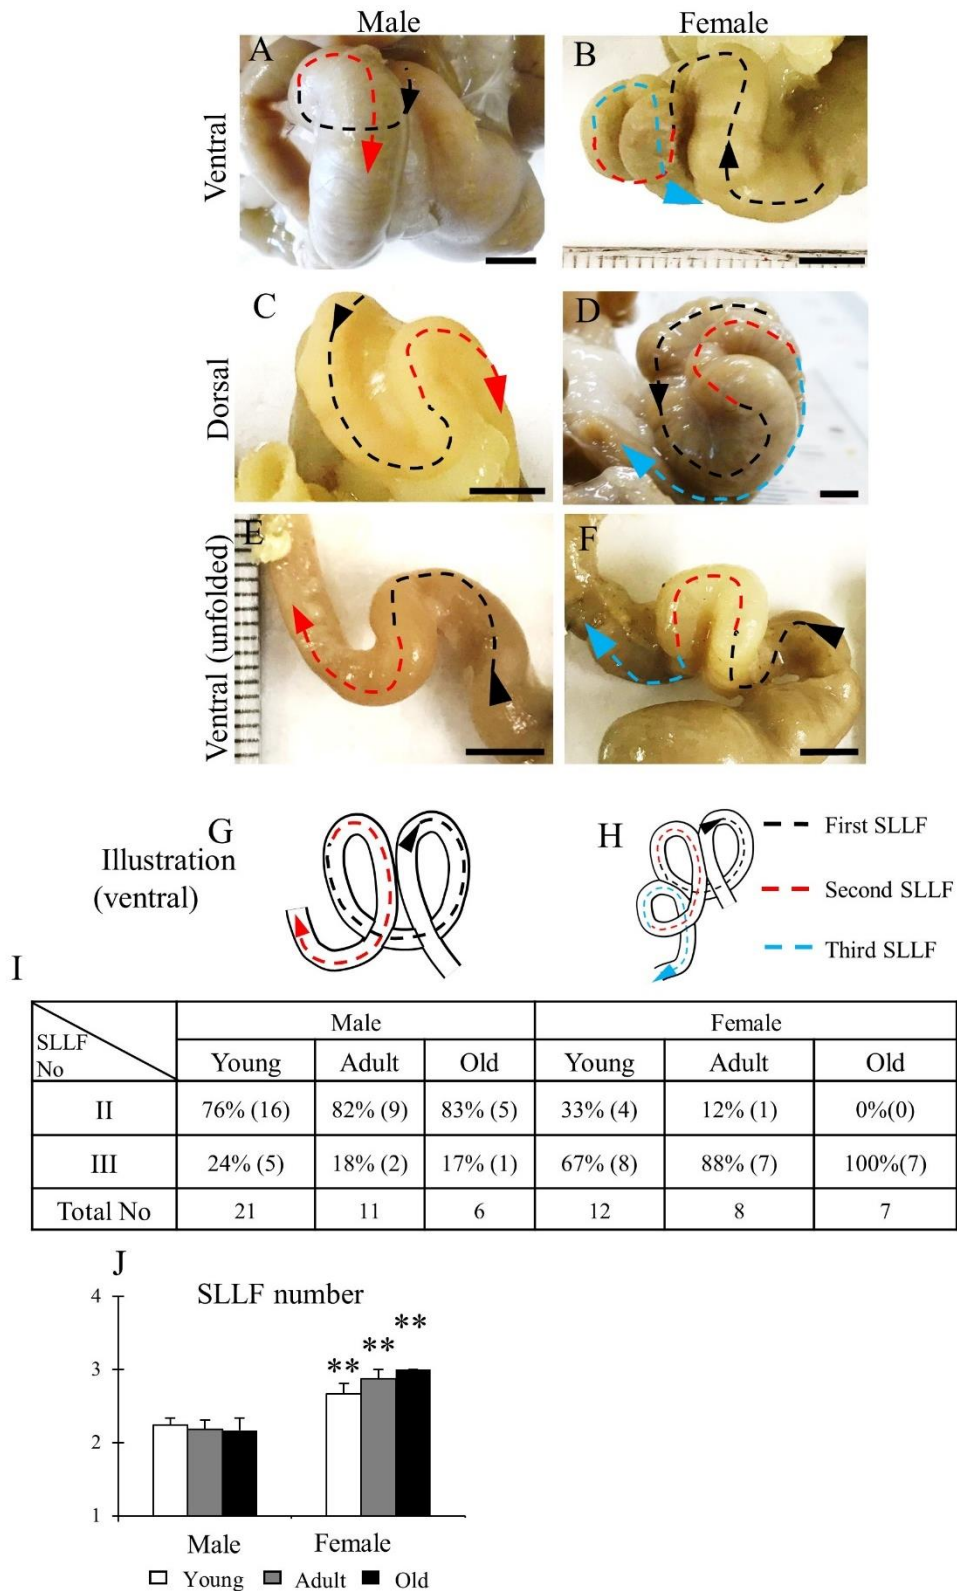 Male Female
A B
Ventral
C D
Dorsal
E F
Ventral (unfolded)
G H
Illustration
(ventral)
First SLLF
Second SLLF
Third SLLF
I
SLLF No Male Female
Young Adult Old Young Adult Old
II 76% (16) 82% (9) 83% (5) 33% (4) 12% (1) 0%(0)
III 24% (5) 18% (2) 17% (1) 67% (8) 88% (7) 100%(7)
Total No 21 11 6 12 8 7
J
SLLF number
4
3
2
1
** ** **
Male Female
Young Adult Old